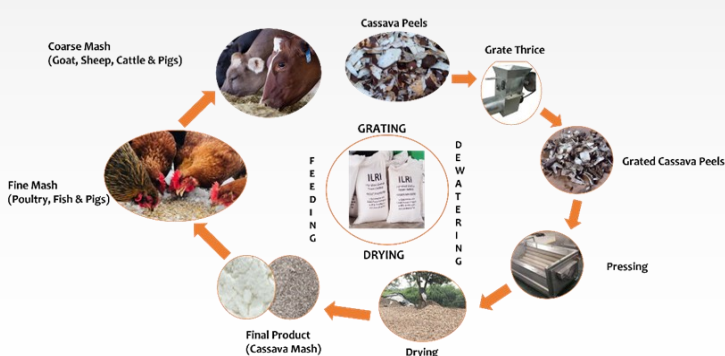 Cassava Peels
Coarse Mash
(Goat, Sheep, Cattle & Pigs)
Grate Thrice
GRATING
Grated Cassava Peels
FEEDING
DEWATERING
ILRI
ILRI
Fine Mash
(Poultry, Fish & Pigs)
DRYING
Pressing
Final Product
(Cassava Mash)
Drying